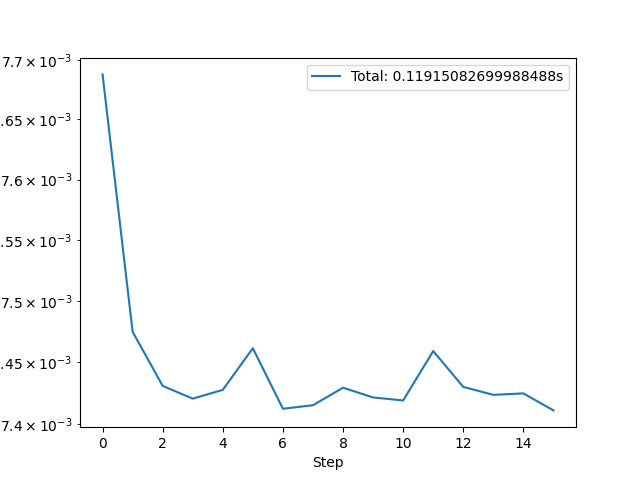 Total: 0.11915082699988488s
7.7 × 10⁻³
.65 × 10⁻³
7.6 × 10⁻³
.55 × 10⁻³
7.5 × 10⁻³
.45 × 10⁻³
7.4 × 10⁻³
0 2 4 6 8 10 12 14
Step